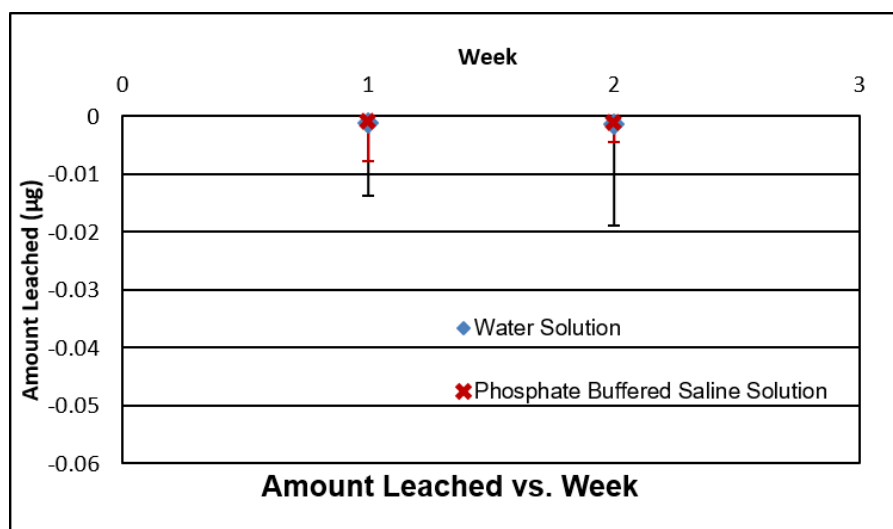 Week
0 1 2 3
0
-0.01
-0.02
-0.03
-0.04
-0.05
-0.06
Amount Leached (µg)
Water Solution
Phosphate Buffered Saline Solution
Amount Leached vs. Week